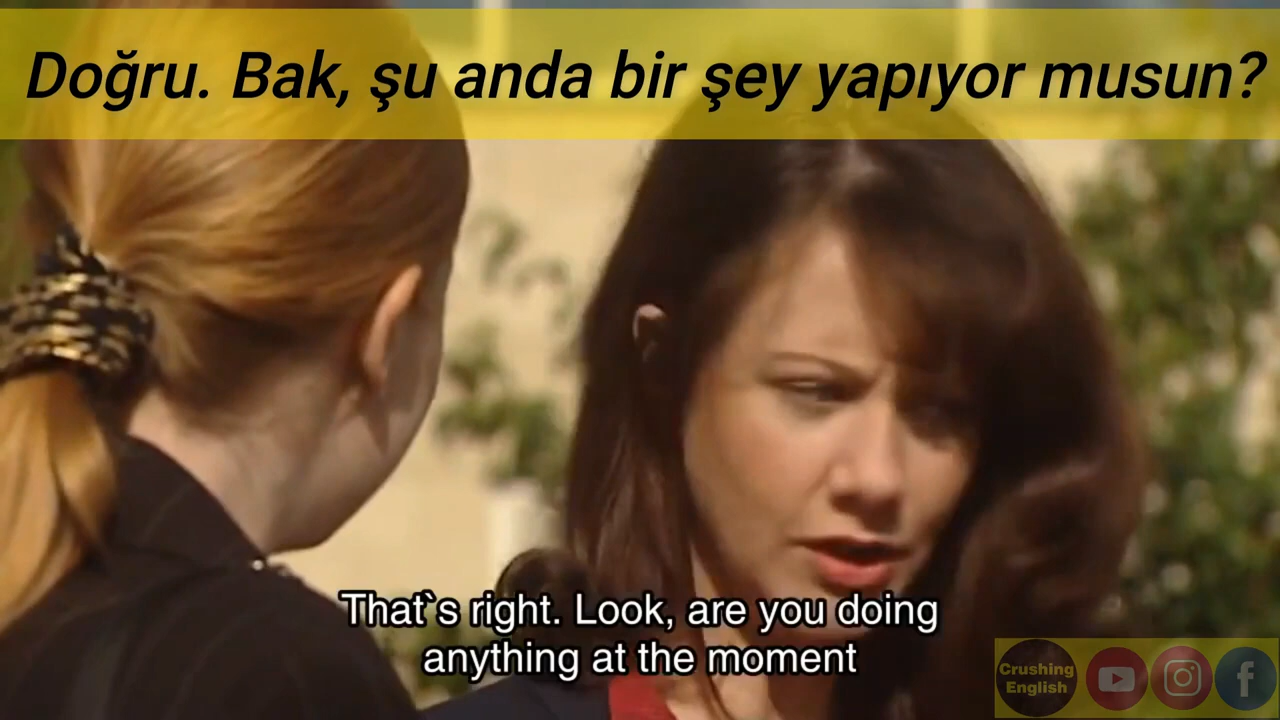 Doğru. Bak, şu anda bir şey yapıyor musun?
That`s right. Look, are you doing
anything at the moment
Crushing
English